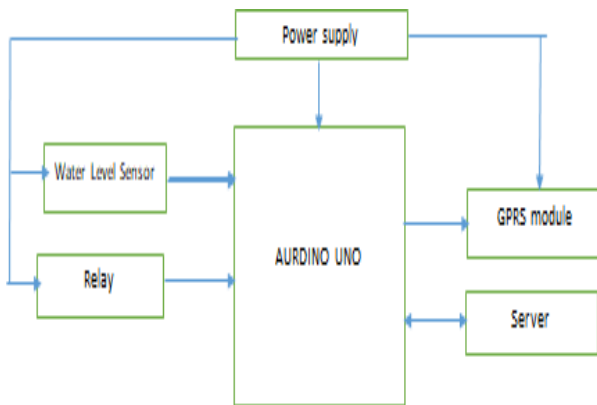 Power supply
Water Level Sensor
AURDINO UNO
GPRS module
Relay
Server